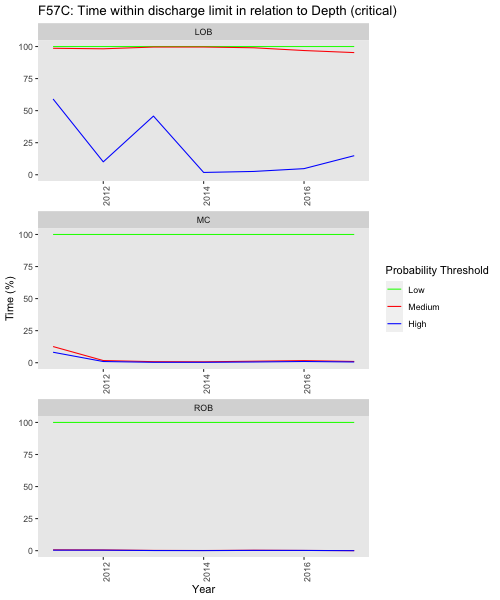 F57C: Time within discharge limit in relation to Depth (critical)
LOB
100
75
50
25
0
2012
2014
2016
MC
100
75
50
25
0
2012
2014
2016
ROB
100
75
50
25
0
2012
2014
2016
Time (%)
Year
Probability Threshold
Low
Medium
High